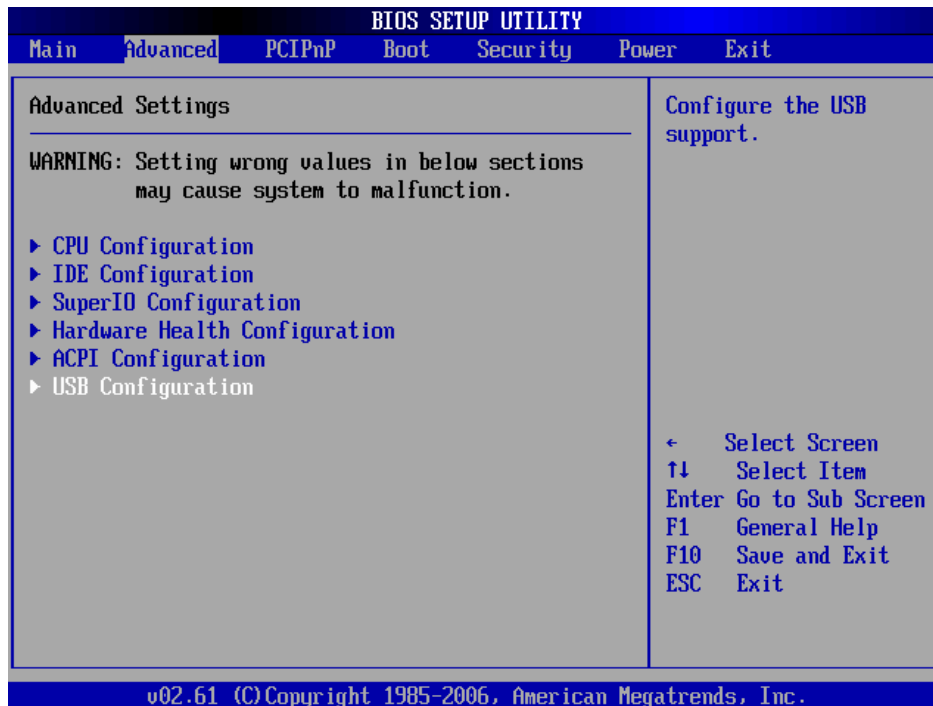 BIOS SETUP UTILITY
Main Advanced PCIPnP Boot Security Power Exit
Advanced Settings
WARNING: Setting wrong values in below sections
may cause system to malfunction.
▶ CPU Configuration
▶ IDE Configuration
▶ SuperIO Configuration
▶ Hardware Health Configuration
▶ ACPI Configuration
▶ USB Configuration
Configure the USB
support.
← Select Screen
↑↓ Select Item
Enter Go to Sub Screen
F1 General Help
F10 Save and Exit
ESC Exit
v02.61 (C)Copyright 1985-2006, American Megatrends, Inc.